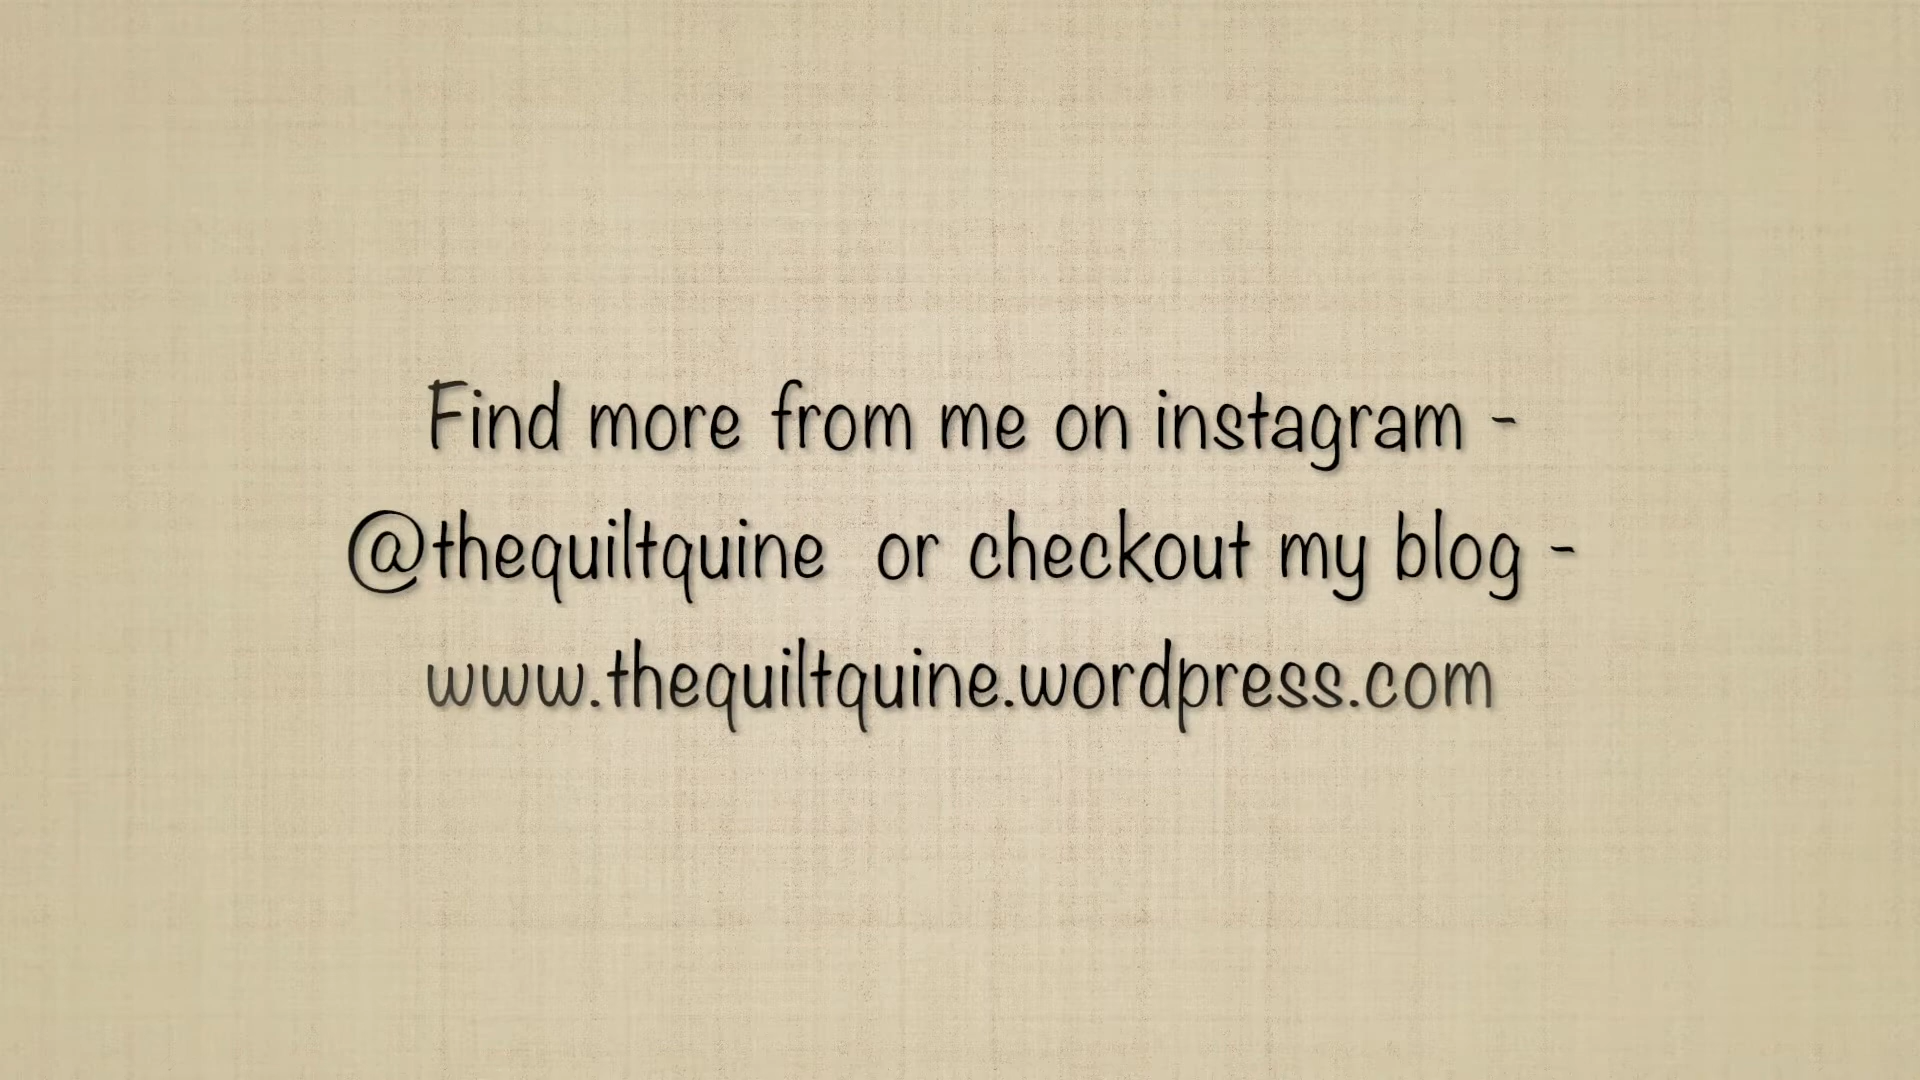 Find more from me on instagram -
@thequiltquine or checkout my blog -
www.thequiltquine.wordpress.com